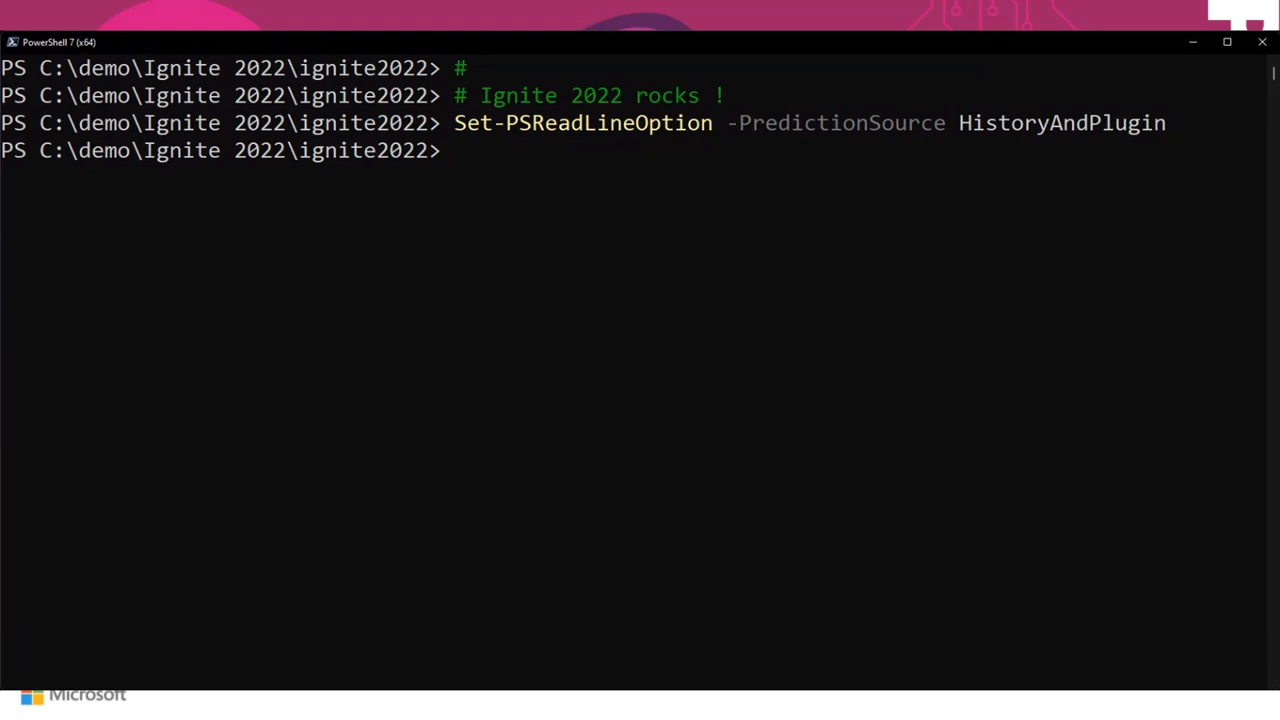 PowerShell 7 (x64)
PS C:\demo\Ignite 2022\ignite2022> #
PS C:\demo\Ignite 2022\ignite2022> # Ignite 2022 rocks !
PS C:\demo\Ignite 2022\ignite2022> Set-PSReadLineOption -PredictionSource HistoryAndPlugin
PS C:\demo\Ignite 2022\ignite2022>
Microsoft